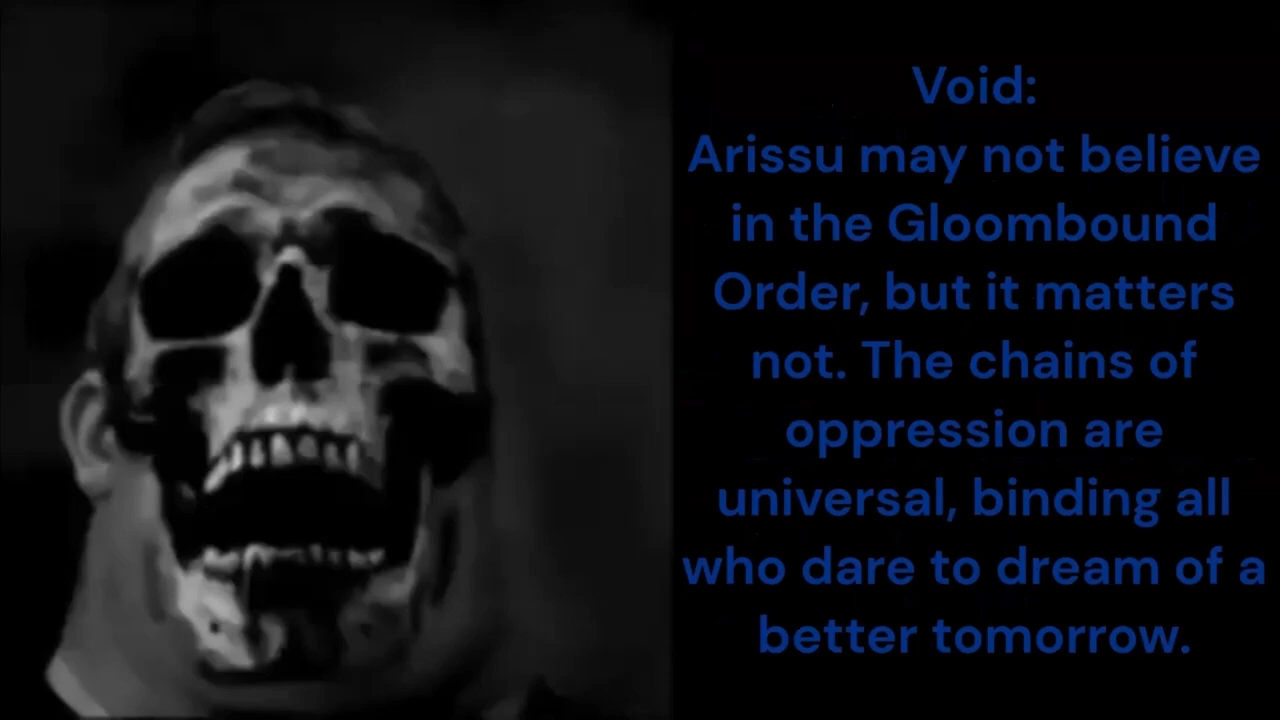 Void:
Arissu may not believe
in the Gloombound
Order, but it matters
not. The chains of
oppression are
universal, binding all
who dare to dream of a
better tomorrow.